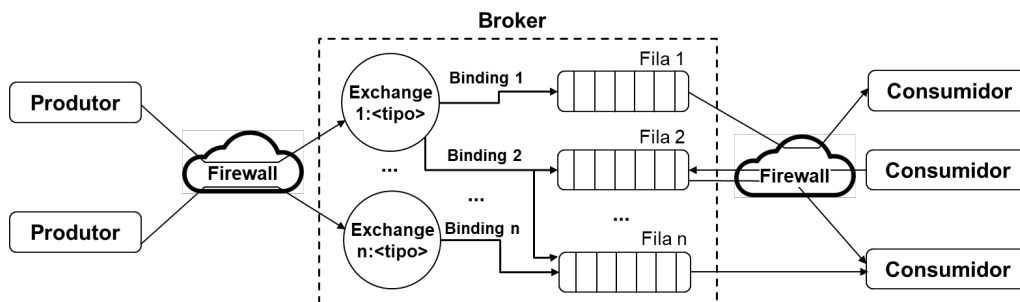 Broker
Produtor
Produtor
Firewall
Exchange
1:<tipo>
...
Exchange
n:<tipo>
Binding 1
Binding 2
...
Binding n
Fila 1
Fila 2
...
Fila n
Firewall
Consumidor
Consumidor
Consumidor